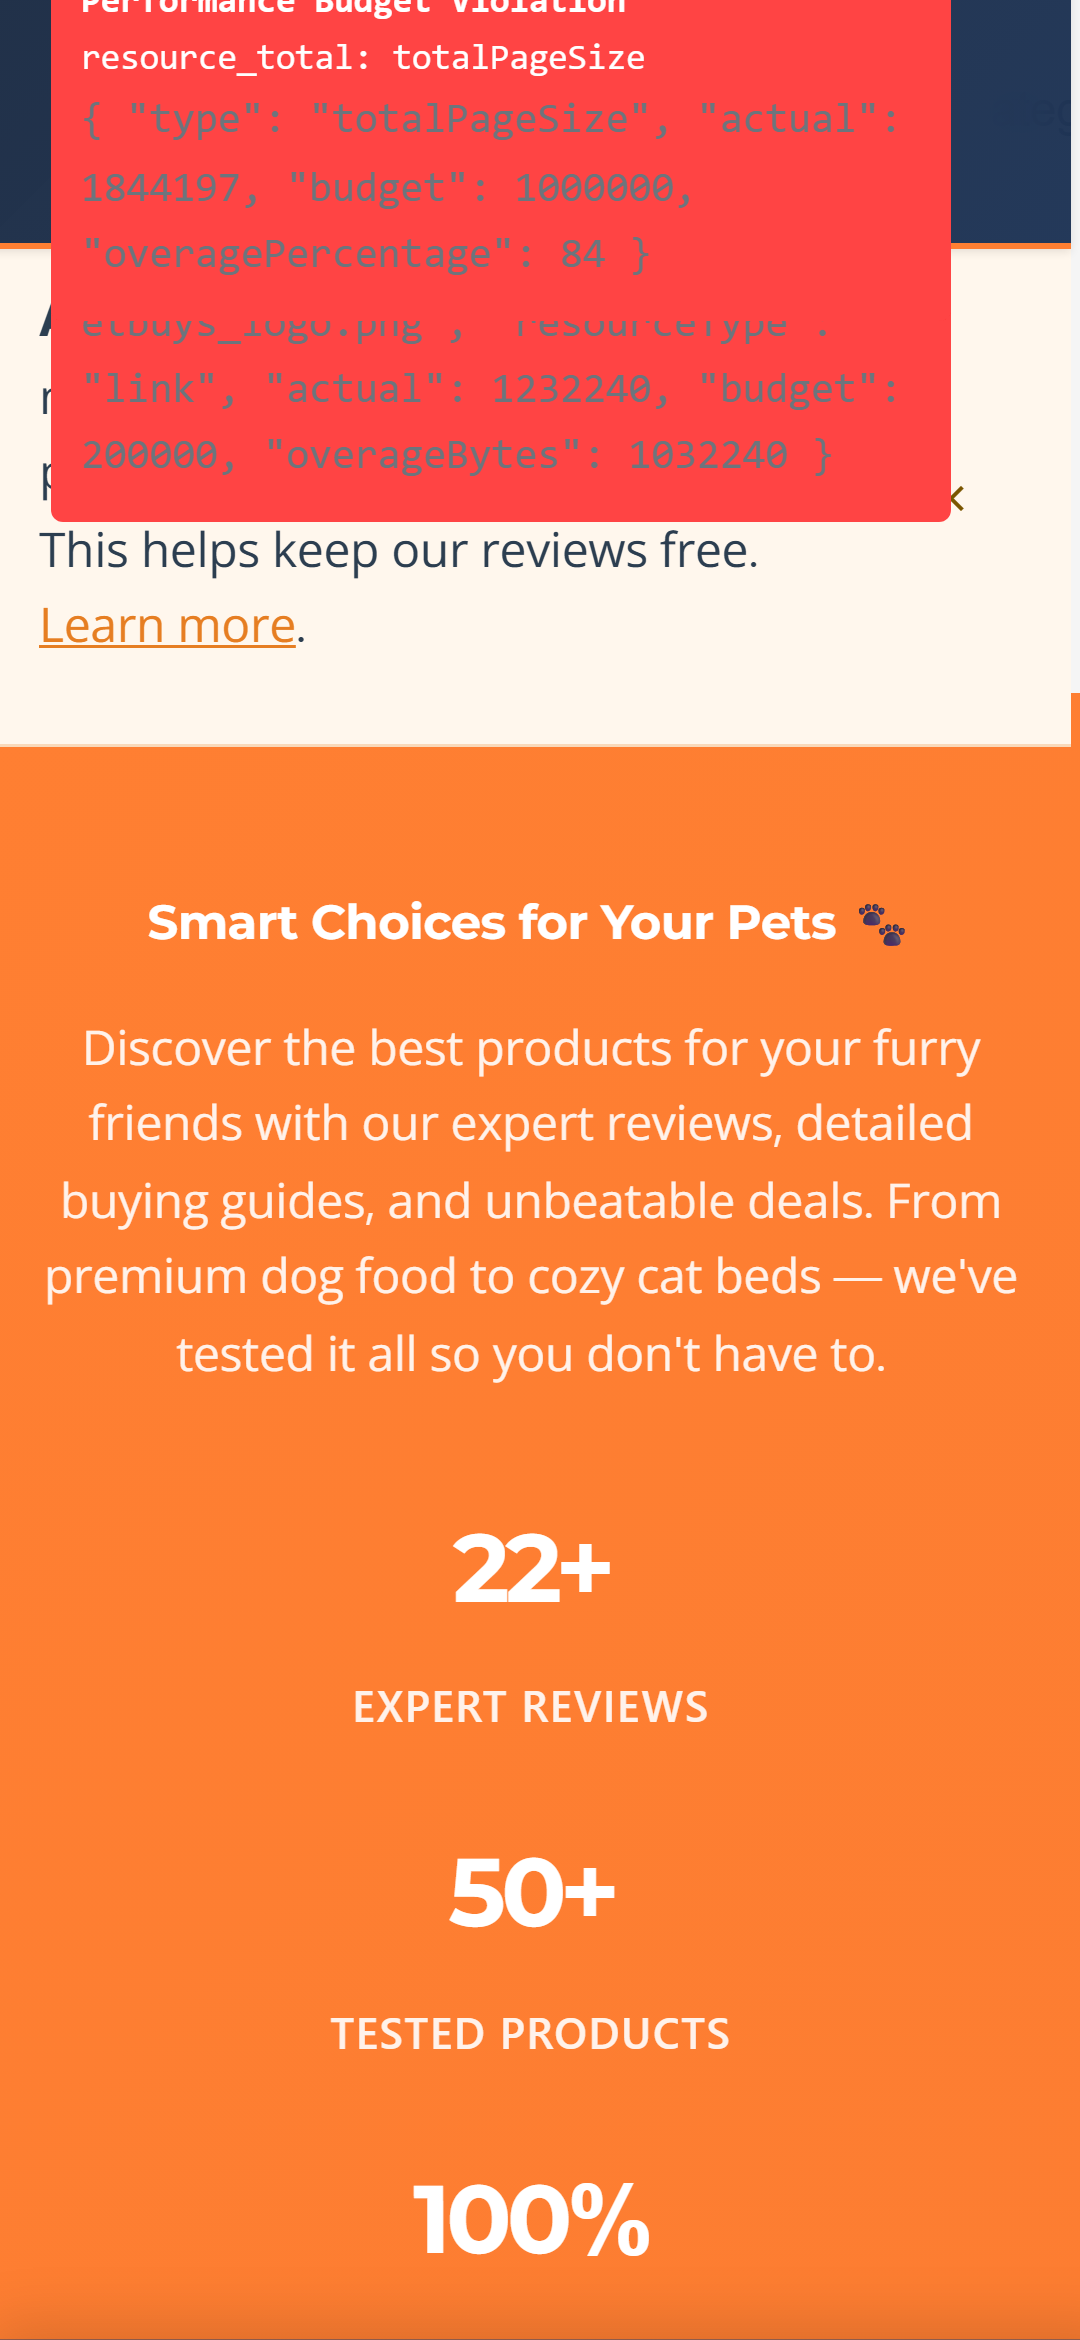 Performance Budget Violation
resource_total: totalPageSize
{ "type": "totalPageSize", "actual":
1844197, "budget": 1000000,
"overagePercentage": 84 }
etbuys_logo.png", "resourceType":
"link", "actual": 1232240, "budget":
200000, "overageBytes": 1032240 }
This helps keep our reviews free.
Learn more.
Smart Choices for Your Pets 🐾
Discover the best products for your furry
friends with our expert reviews, detailed
buying guides, and unbeatable deals. From
premium dog food to cozy cat beds — we've
tested it all so you don't have to.
22+
EXPERT REVIEWS
50+
TESTED PRODUCTS
100%